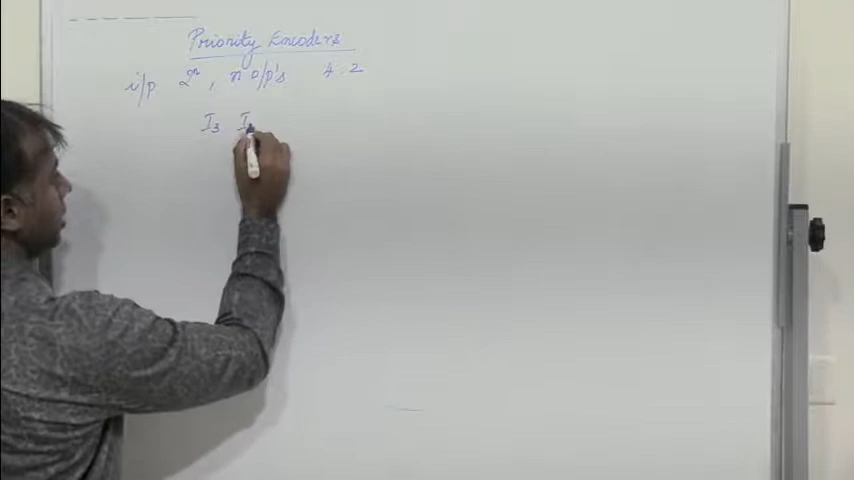 Priority Encoders
i/p 2ⁿ, n o/p's 4:2
I₃ I